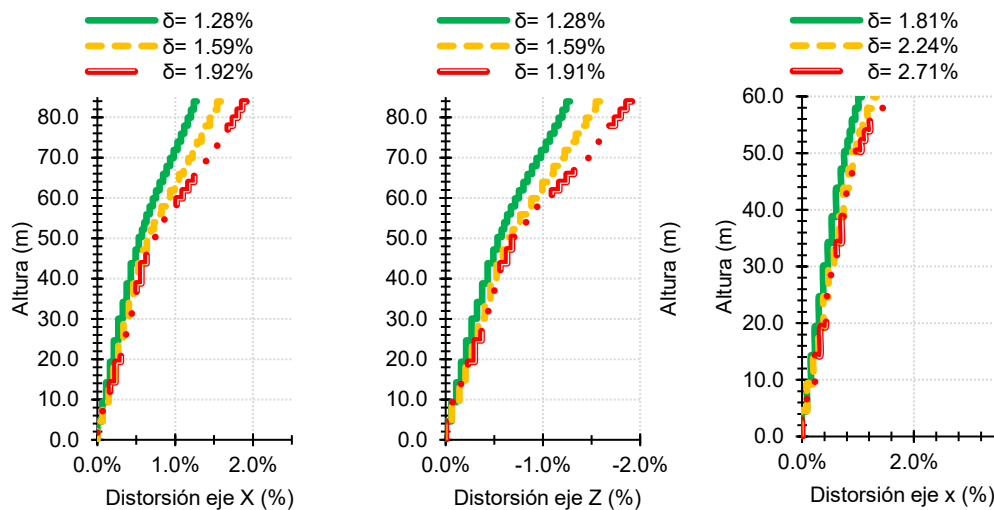 δ= 1.28%
δ= 1.59%
δ= 1.92%
80.0
70.0
60.0
50.0
40.0
30.0
20.0
10.0
0.0
Altura (m)
0.0%
1.0%
2.0%
Distorsión eje X (%)
δ= 1.28%
δ= 1.59%
δ= 1.91%
80.0
70.0
60.0
50.0
40.0
30.0
20.0
10.0
0.0
Altura (m)
0.0%
-1.0%
-2.0%
Distorsión eje Z (%)
δ= 1.81%
δ= 2.24%
δ= 2.71%
60.0
50.0
40.0
30.0
20.0
10.0
0.0
Altura (m)
0.0%
2.0%
Distorsión eje x (%)